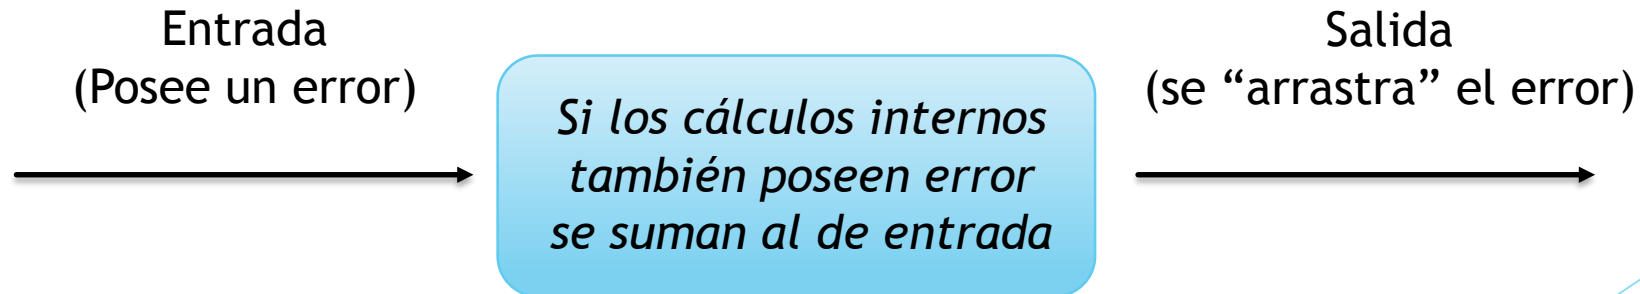 Entrada
(Posee un error)
Si los cálculos internos
también poseen error
se suman al de entrada
Salida
(se “arrastra” el error)